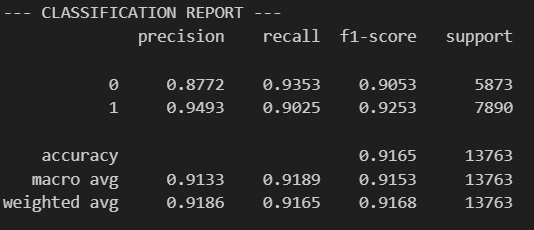 --- CLASSIFICATION REPORT ---
precision recall f1-score support
0 0.8772 0.9353 0.9053 5873
1 0.9493 0.9025 0.9253 7890
accuracy 0.9165 13763
macro avg 0.9133 0.9189 0.9153 13763
weighted avg 0.9186 0.9165 0.9168 13763